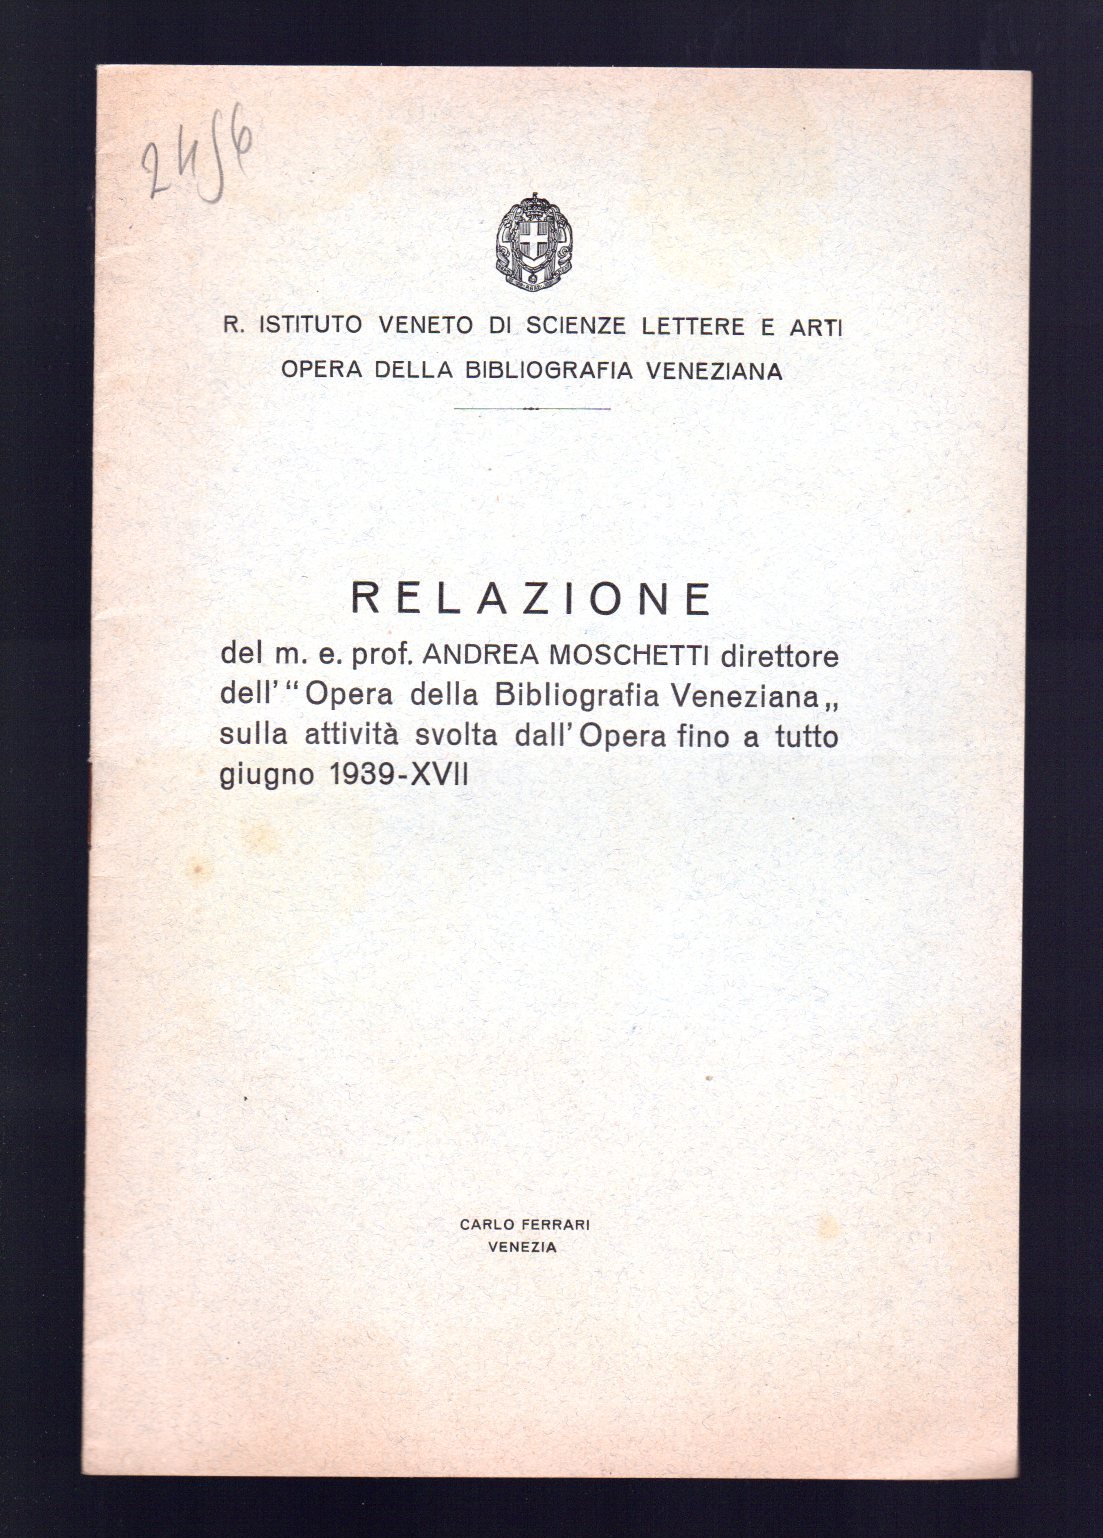 2456
R. ISTITUTO VENETO DI SCIENZE LETTERE E ARTI
OPERA DELLA BIBLIOGRAFIA VENEZIANA
RELAZIONE
del m. e. prof. ANDREA MOSCHETTI direttore
dell' “ Opera della Bibliografia Veneziana „
sulla attività svolta dall' Opera fino a tutto
giugno 1939-XVII
CARLO FERRARI
VENEZIA